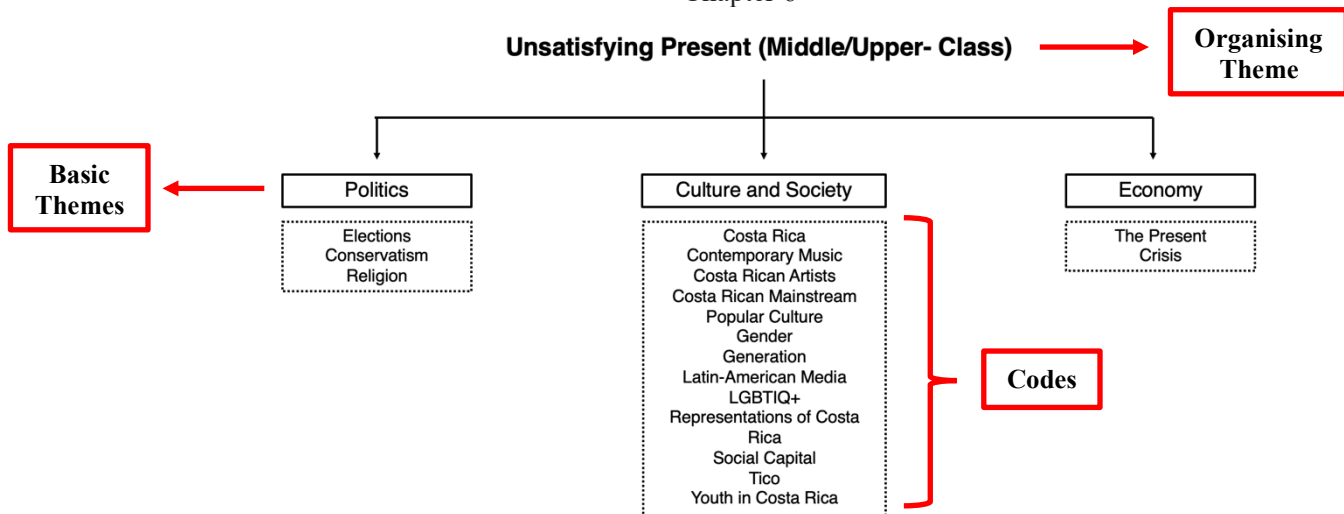 Unsatisfying Present (Middle/Upper- Class)
Organising
Theme
Basic
Themes
Politics
Culture and Society
Economy
Elections
Conservatism
Religion
Costa Rica
Contemporary Music
Costa Rican Artists
Costa Rican Mainstream
Popular Culture
Gender
Generation
Latin-American Media
LGBTIQ+
Representations of Costa
Rica
Social Capital
Tico
Youth in Costa Rica
The Present
Crisis
Codes